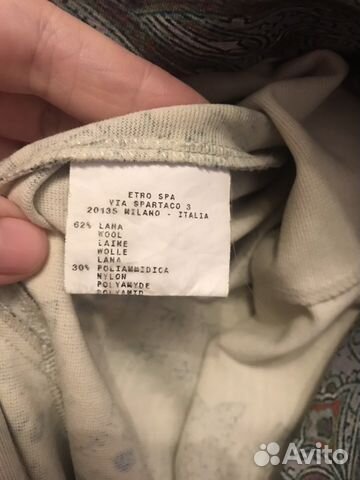 ETRO SPA
VIA SPARTACO 3
20135 MILANO - ITALIA
62% LANA
WOOL
LAINE
WOLLE
LANA
30% POLIAMMIDICA
NYLON
POLYAMYDE
POLYAMID
Avito